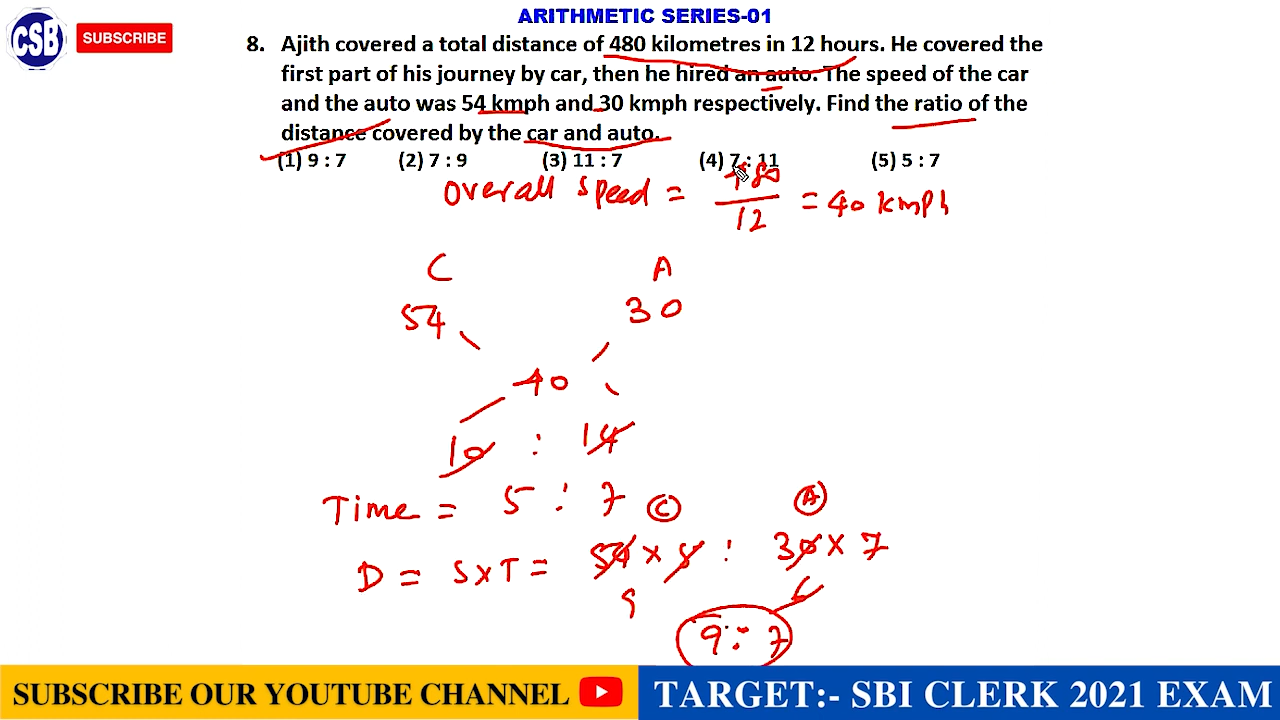 ARITHMETIC SERIES-01
CSB SUBSCRIBE
8. Ajith covered a total distance of 480 kilometres in 12 hours. He covered the
first part of his journey by car, then he hired an auto. The speed of the car
and the auto was 54 kmph and 30 kmph respectively. Find the ratio of the
distance covered by the car and auto.
(1) 9 : 7 (2) 7 : 9 (3) 11 : 7 (4) 7 : 11 (5) 5 : 7
Overall Speed = 480/12 = 40 kmph
C A
54 30
40
10 : 14
Time = 5 : 7
C A
D = S×T = 54 × 5 : 30 × 7
9 6
9 : 7
SUBSCRIBE OUR YOUTUBE CHANNEL TARGET:- SBI CLERK 2021 EXAM